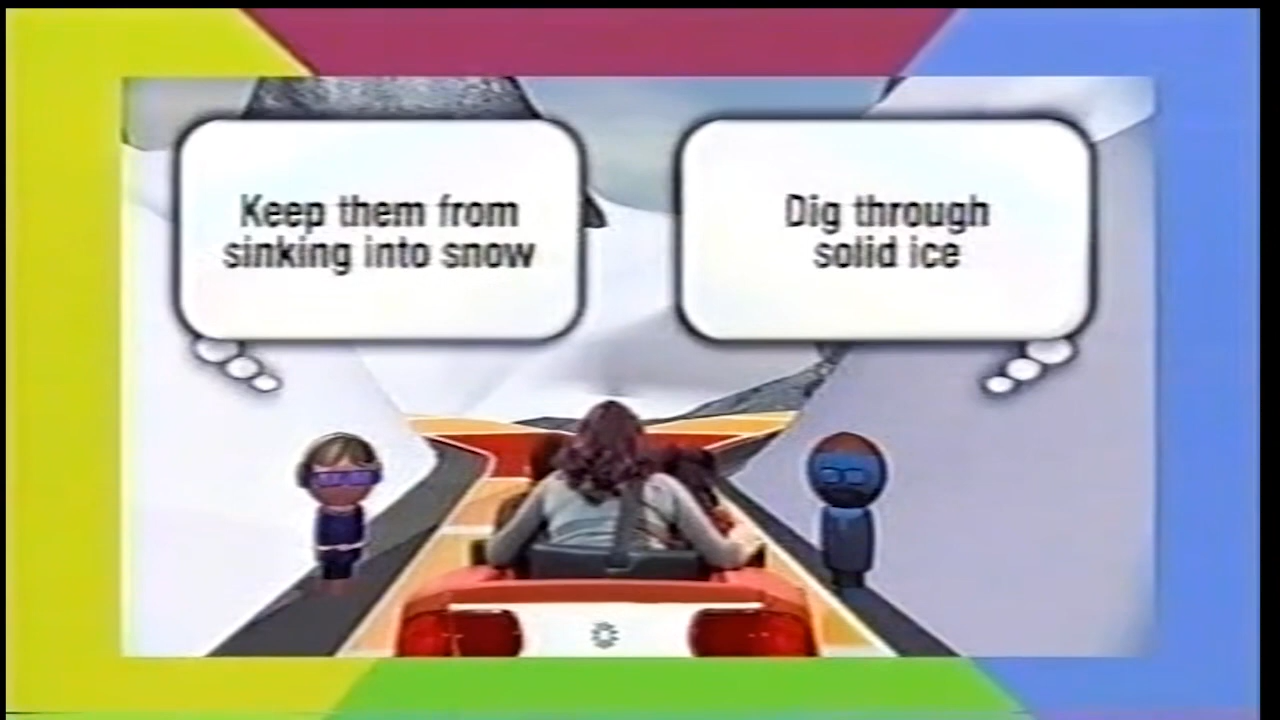 Keep them from
sinking into snow
Dig through
solid ice